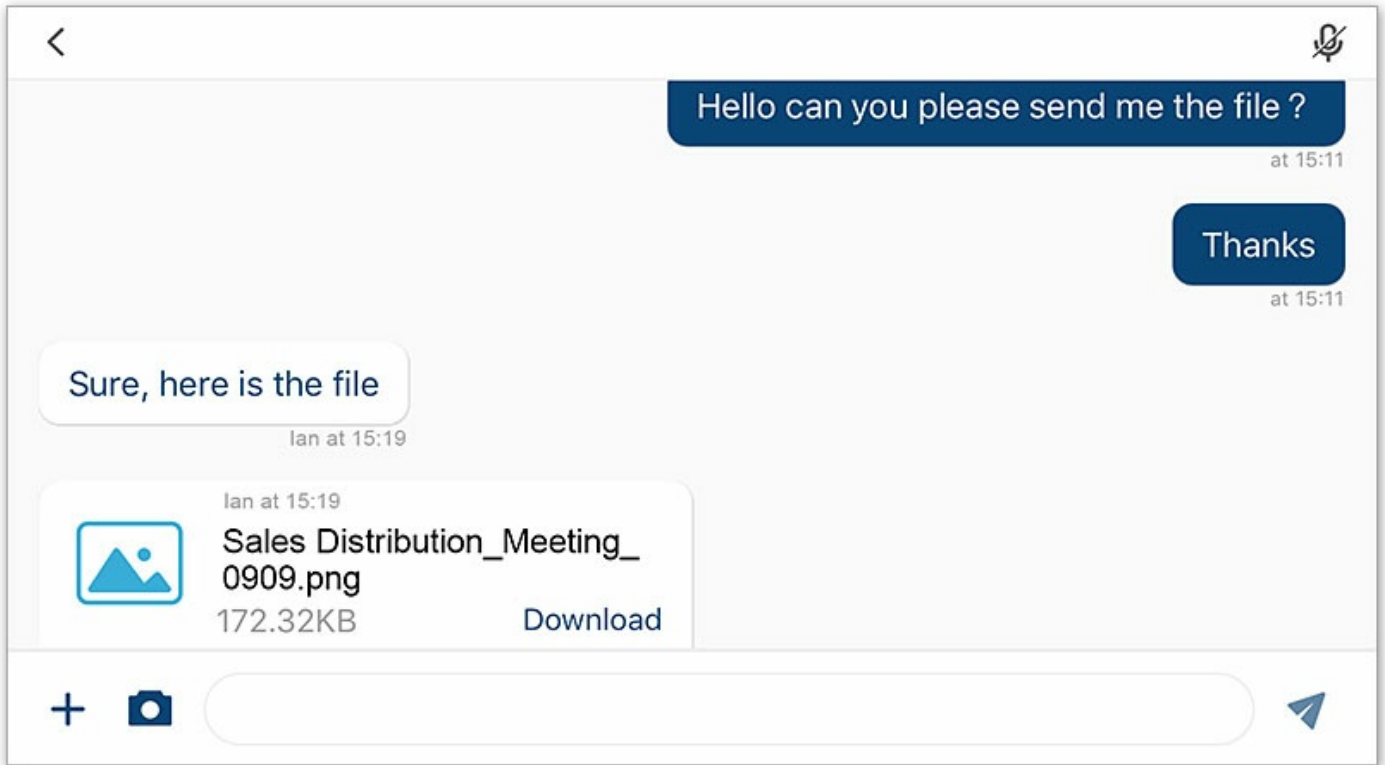 Hello can you please send me the file ?
at 15:11
Thanks
at 15:11
Sure, here is the file
Ian at 15:19
Ian at 15:19
Sales Distribution_Meeting_
0909.png
172.32KB Download